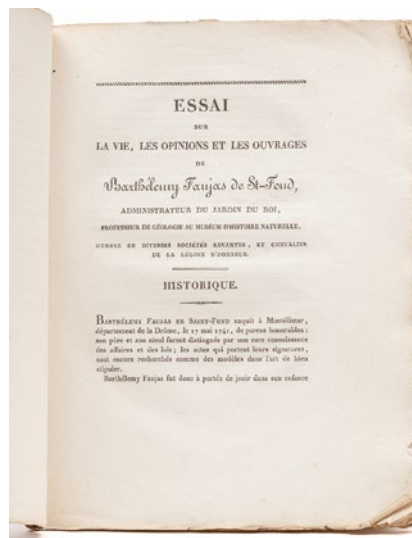 ESSAI
SUR
LA VIE, LES OPINIONS ET LES OUVRAGES
DE
Barthélemy Faujas de St-Fond,
ADMINISTRATEUR DU JARDIN DU ROI,
PROFESSEUR DE GÉOLOGIE AU MUSÉUM D'HISTOIRE NATURELLE,
MEMBRE DE DIVERSES SOCIÉTÉS SAVANTES, ET CHEVALIER
DE LA LÉGION D'HONNEUR.
HISTORIQUE.
BARTHÉLEMY FAUJAS DE SAINT-FOND naquit à Montélimar,
département de la Drôme, le 17 mai 1741, de parens honorables :
son père et son aïeul furent distingués par une rare connaissance
des affaires et des lois ; les actes qui portent leurs signatures,
sont encore recherchés comme des modèles dans l'art de bien
stipuler.
Barthélemy Faujas fut donc à portée de jouir dans son enfance